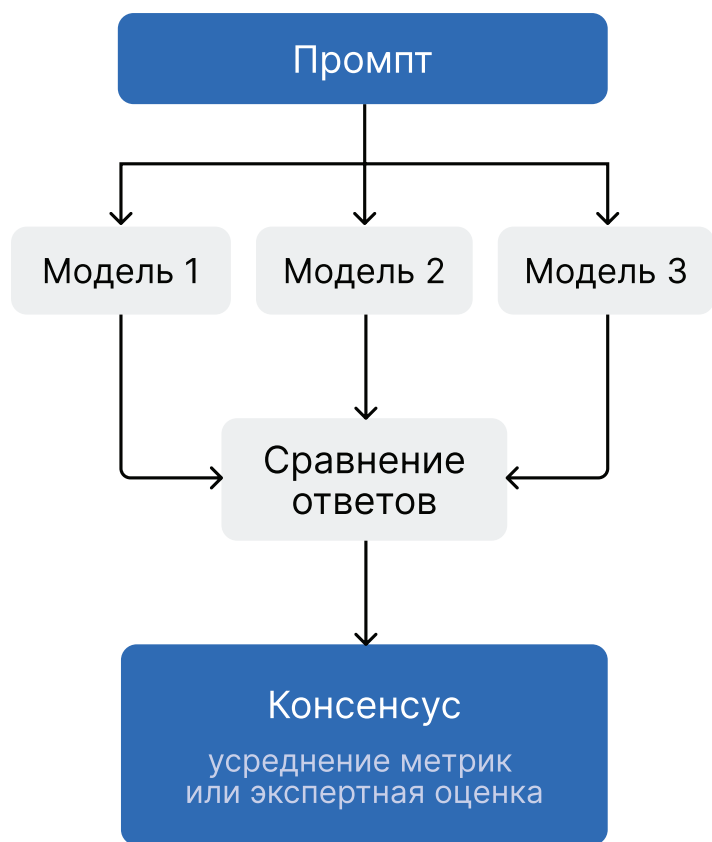 Промпт
Модель 1
Модель 2
Модель 3
Сравнение
ответов
Консенсус
усреднение метрик
или экспертная оценка